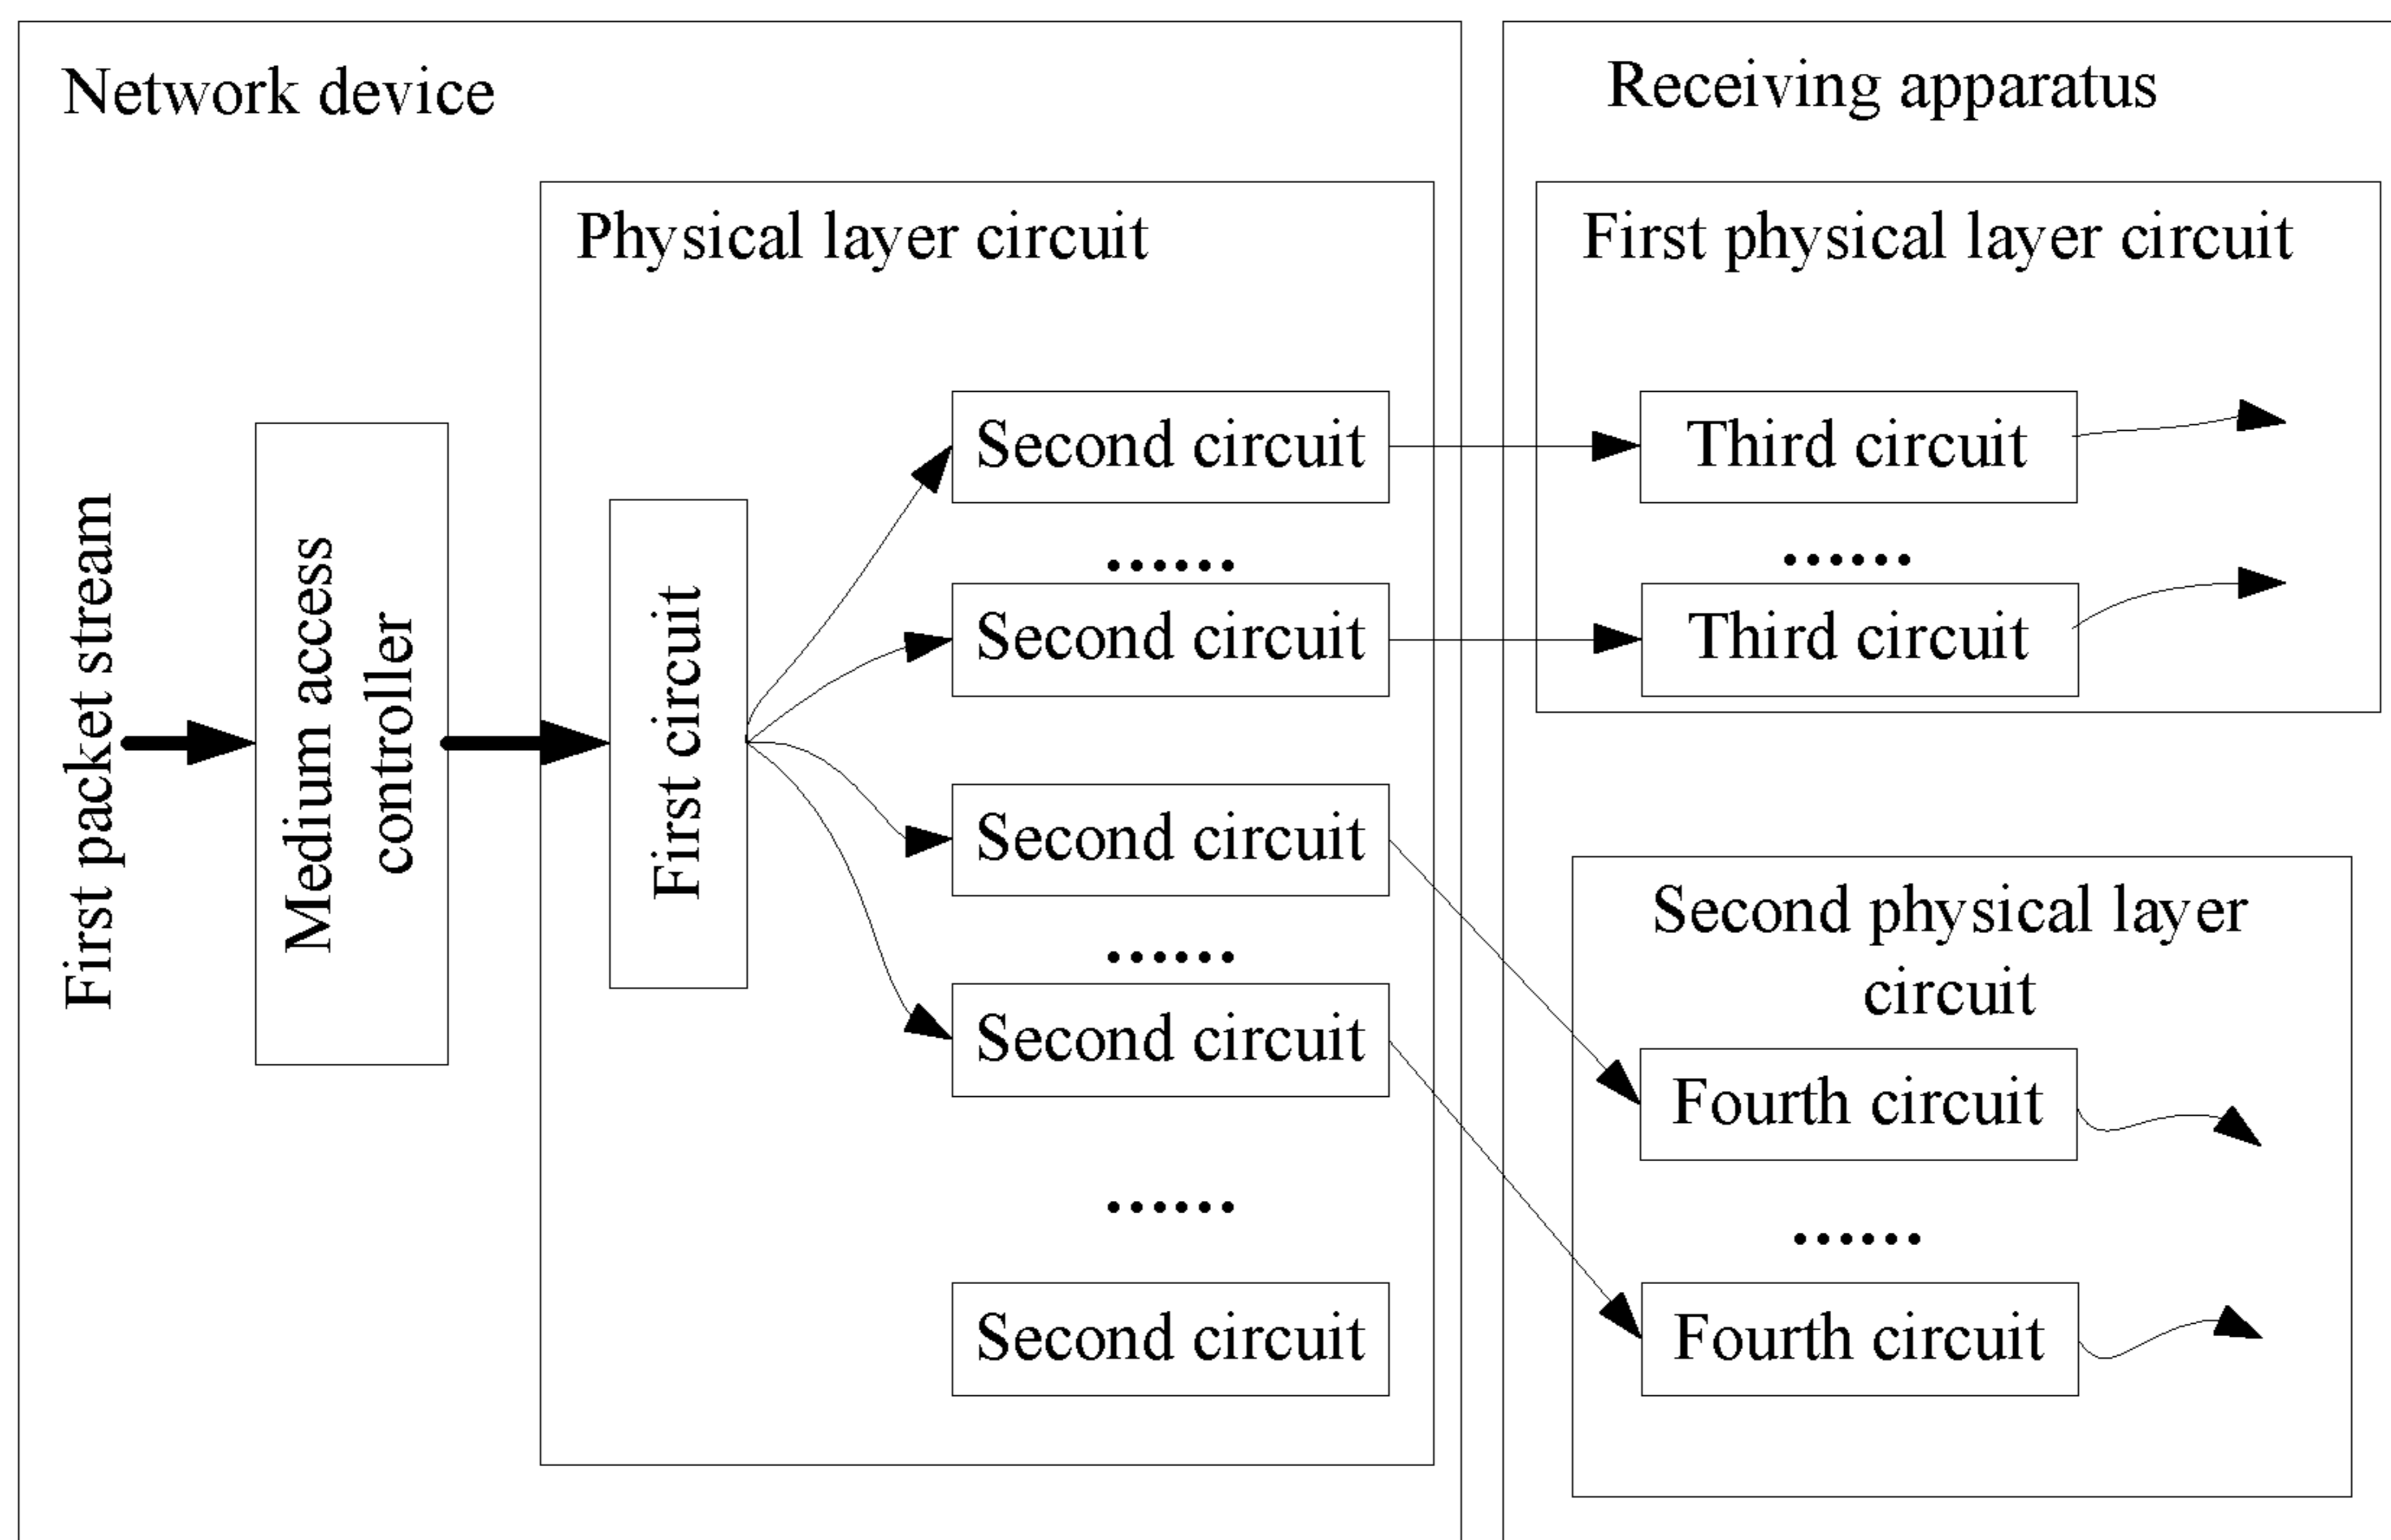 Network device
First packet stream
Medium access
controller
Physical layer circuit
First circuit
Second circuit
......
Second circuit
Second circuit
......
Second circuit
......
Second circuit
Receiving apparatus
First physical layer circuit
Third circuit
......
Third circuit
Second physical layer
circuit
Fourth circuit
......
Fourth circuit